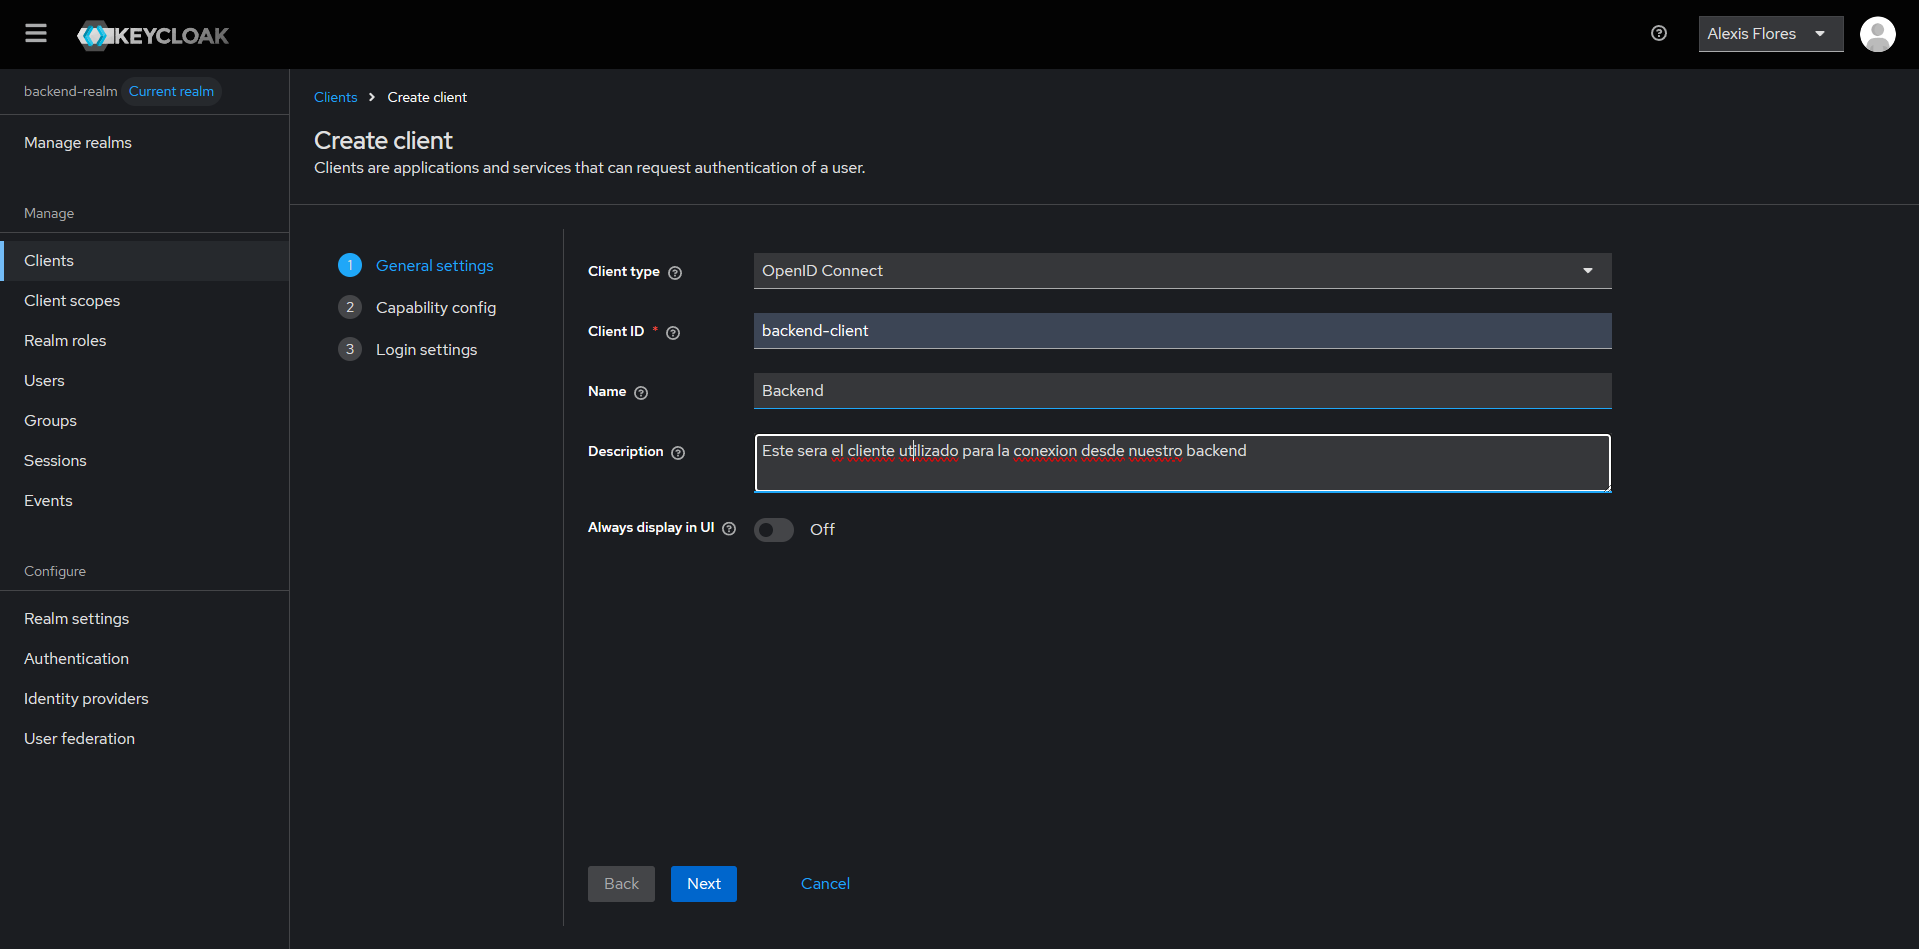 KEYCLOAK
Alexis Flores
backend-realm Current realm
Manage realms
Manage
Clients
Client scopes
Realm roles
Users
Groups
Sessions
Events
Configure
Realm settings
Authentication
Identity providers
User federation
Clients > Create client
Create client
Clients are applications and services that can request authentication of a user.
1 General settings
2 Capability config
3 Login settings
Client type ? OpenID Connect
Client ID * ? backend-client
Name ? Backend
Description ? Este sera el cliente utilizado para la conexion desde nuestro backend
Always display in UI ? Off
Back Next Cancel